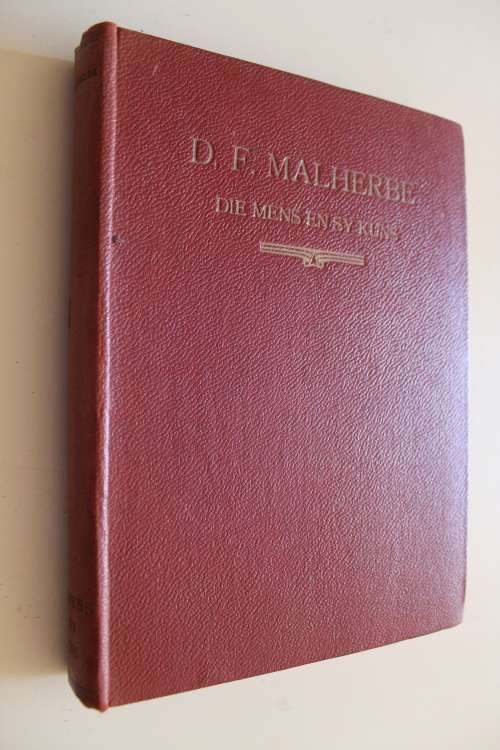 D. F. MALHERBE
DIE MENS EN SY KUNS